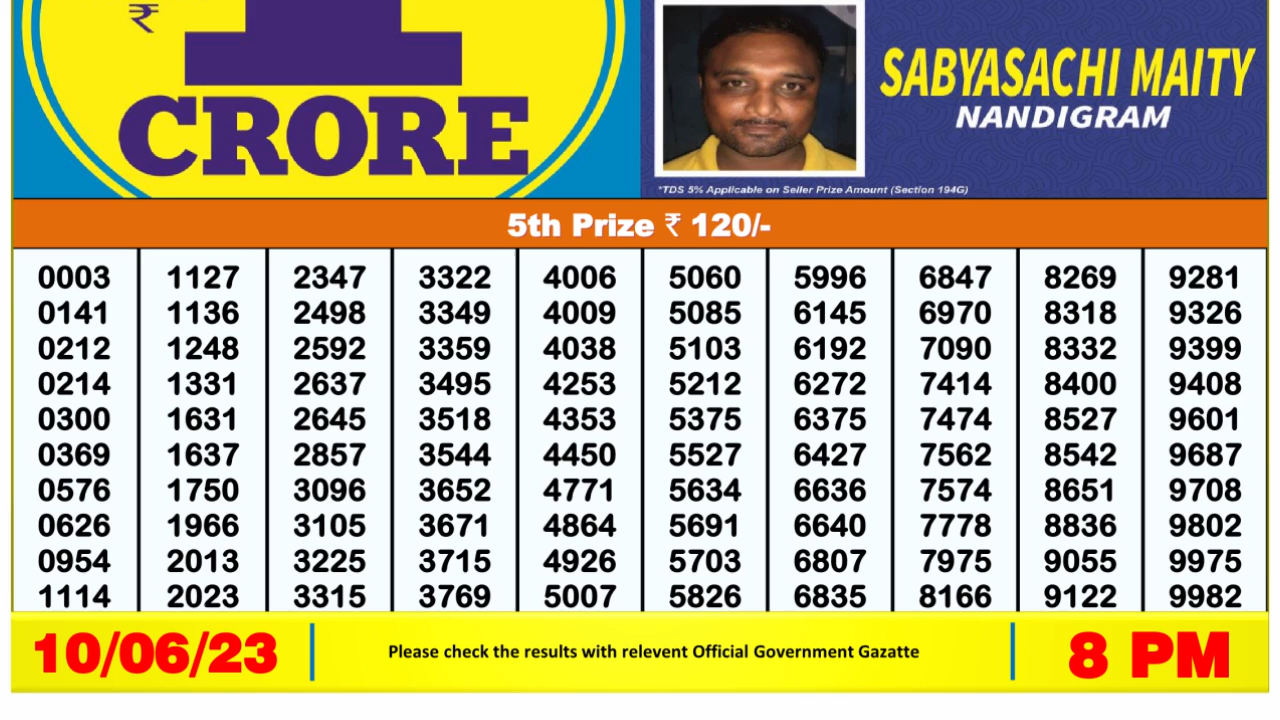 ₹
1
CRORE
SABYASACHI MAITY
NANDIGRAM
*TDS 5% Applicable on Seller Prize Amount (Section 194G)
5th Prize ₹ 120/-
0003 1127 2347 3322 4006 5060 5996 6847 8269 9281
0141 1136 2498 3349 4009 5085 6145 6970 8318 9326
0212 1248 2592 3359 4038 5103 6192 7090 8332 9399
0214 1331 2637 3495 4253 5212 6272 7414 8400 9408
0300 1631 2645 3518 4353 5375 6375 7474 8527 9601
0369 1637 2857 3544 4450 5527 6427 7562 8542 9687
0576 1750 3096 3652 4771 5634 6636 7574 8651 9708
0626 1966 3105 3671 4864 5691 6640 7778 8836 9802
0954 2013 3225 3715 4926 5703 6807 7975 9055 9975
1114 2023 3315 3769 5007 5826 6835 8166 9122 9982
10/06/23 Please check the results with relevent Official Government Gazatte 8 PM